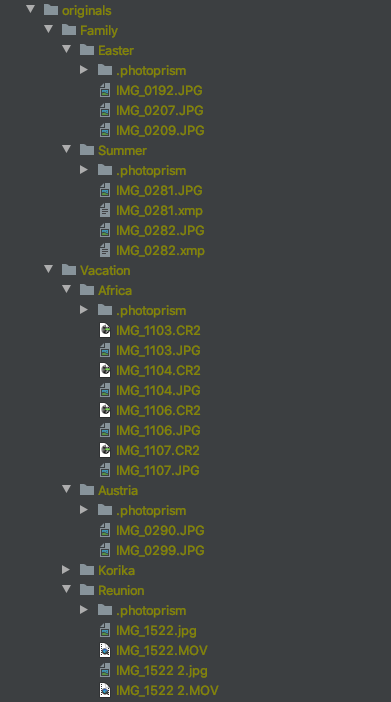 originals
Family
Easter
.photoprism
IMG_0192.JPG
IMG_0207.JPG
IMG_0209.JPG
Summer
.photoprism
IMG_0281.JPG
IMG_0281.xmp
IMG_0282.JPG
IMG_0282.xmp
Vacation
Africa
.photoprism
IMG_1103.CR2
IMG_1103.JPG
IMG_1104.CR2
IMG_1104.JPG
IMG_1106.CR2
IMG_1106.JPG
IMG_1107.CR2
IMG_1107.JPG
Austria
.photoprism
IMG_0290.JPG
IMG_0299.JPG
Korika
Reunion
.photoprism
IMG_1522.jpg
IMG_1522.MOV
IMG_1522 2.jpg
IMG_1522 2.MOV